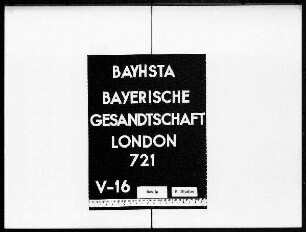 BAYHSTA
BAYERISCHE
GESANDTSCHAFT
LONDON
721
V-16